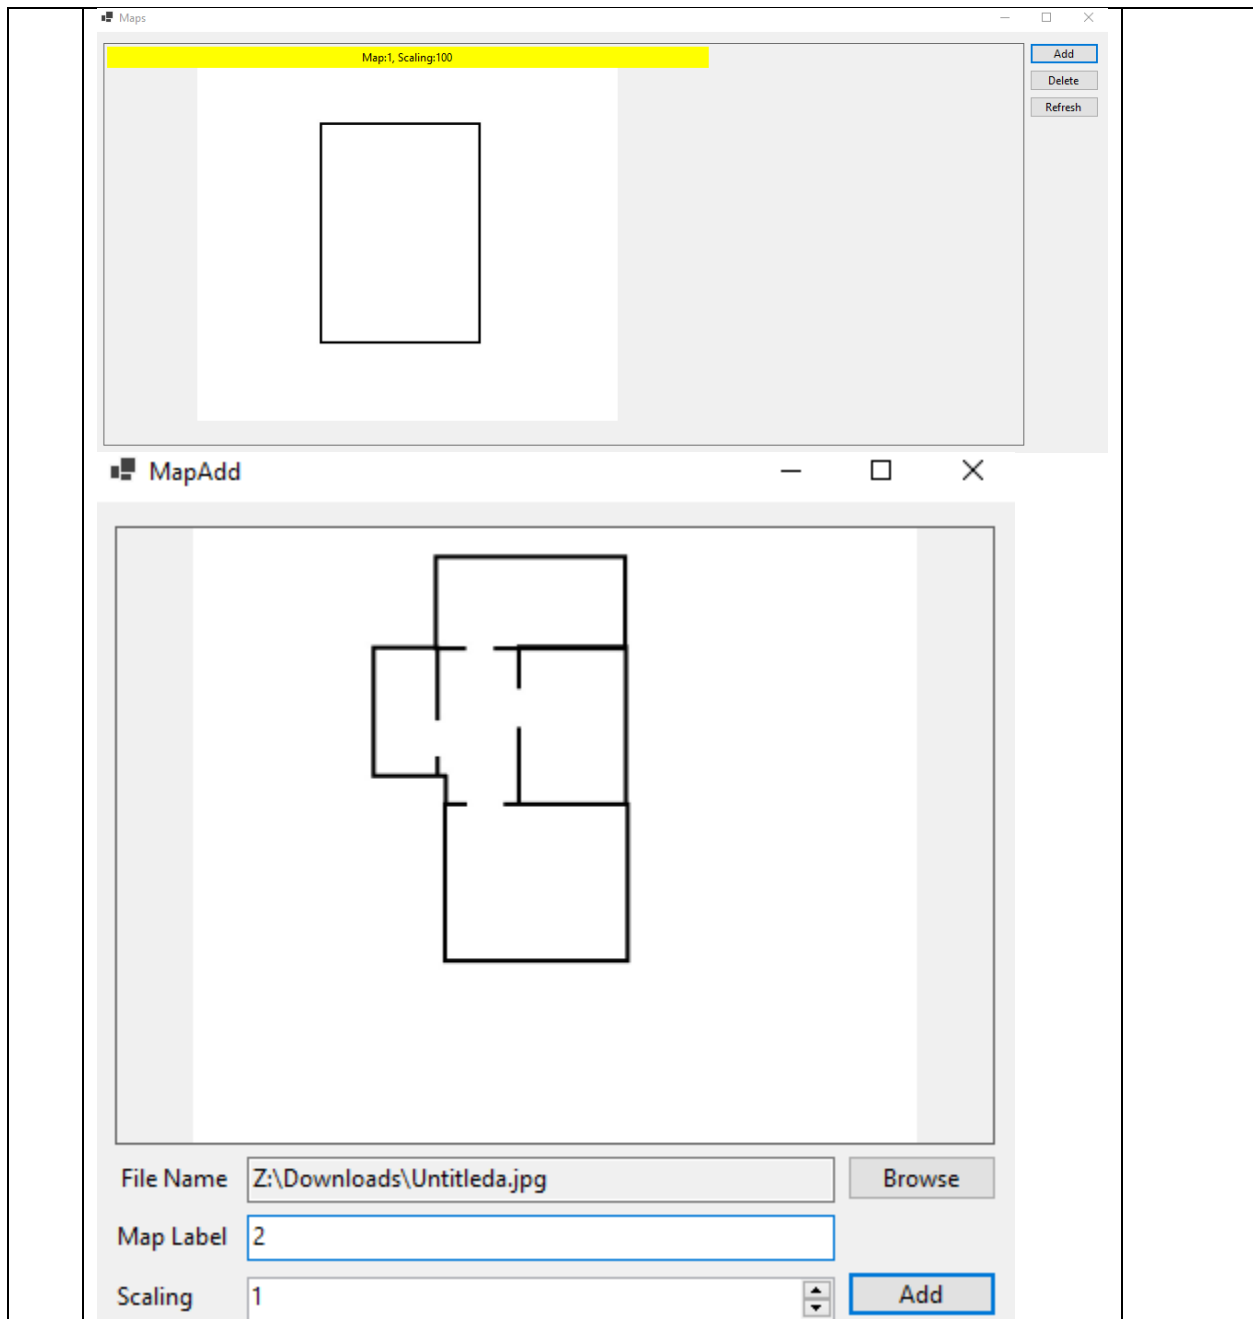 Maps
Map:1, Scaling:100
Add
Delete
Refresh
MapAdd
File Name Z:\Downloads\Untitleda.jpg Browse
Map Label 2
Scaling 1 Add